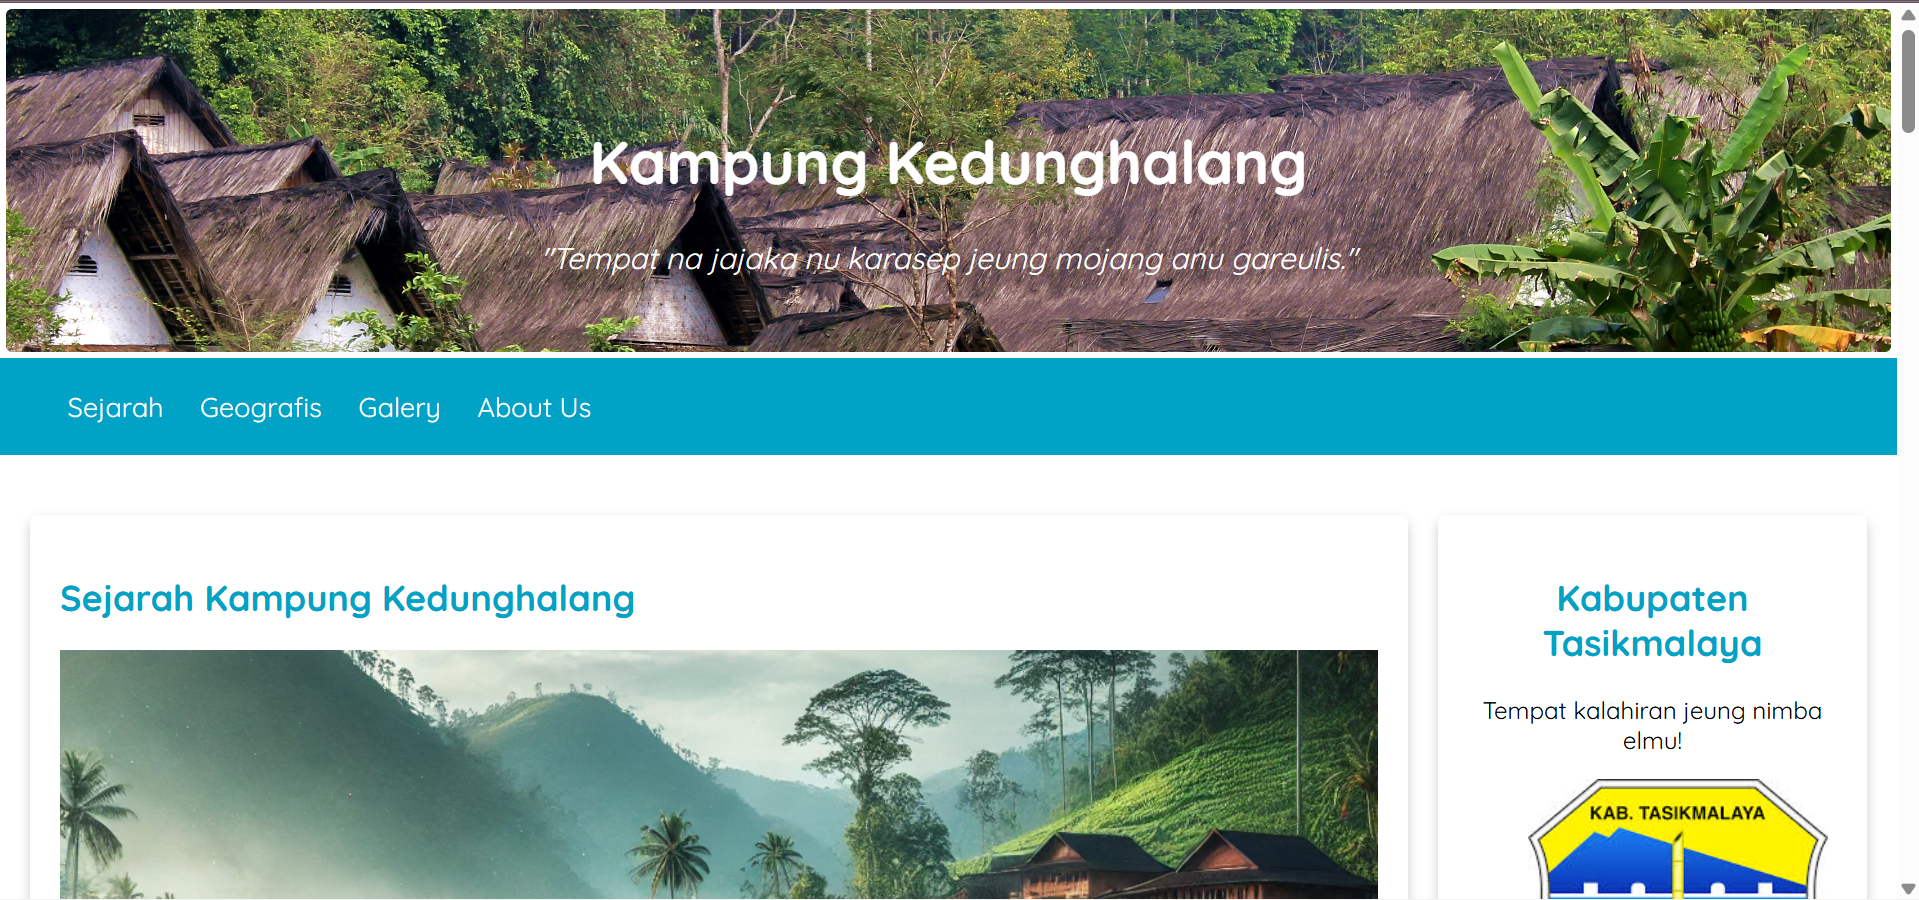 Kampung Kedunghalang
"Tempat na jajaka nu karasep jeung mojang anu gareulis."
Sejarah Geografis Galery About Us
Sejarah Kampung Kedunghalang
Kabupaten
Tasikmalaya
Tempat kalahiran jeung nimba
elmu!
KAB. TASIKMALAYA